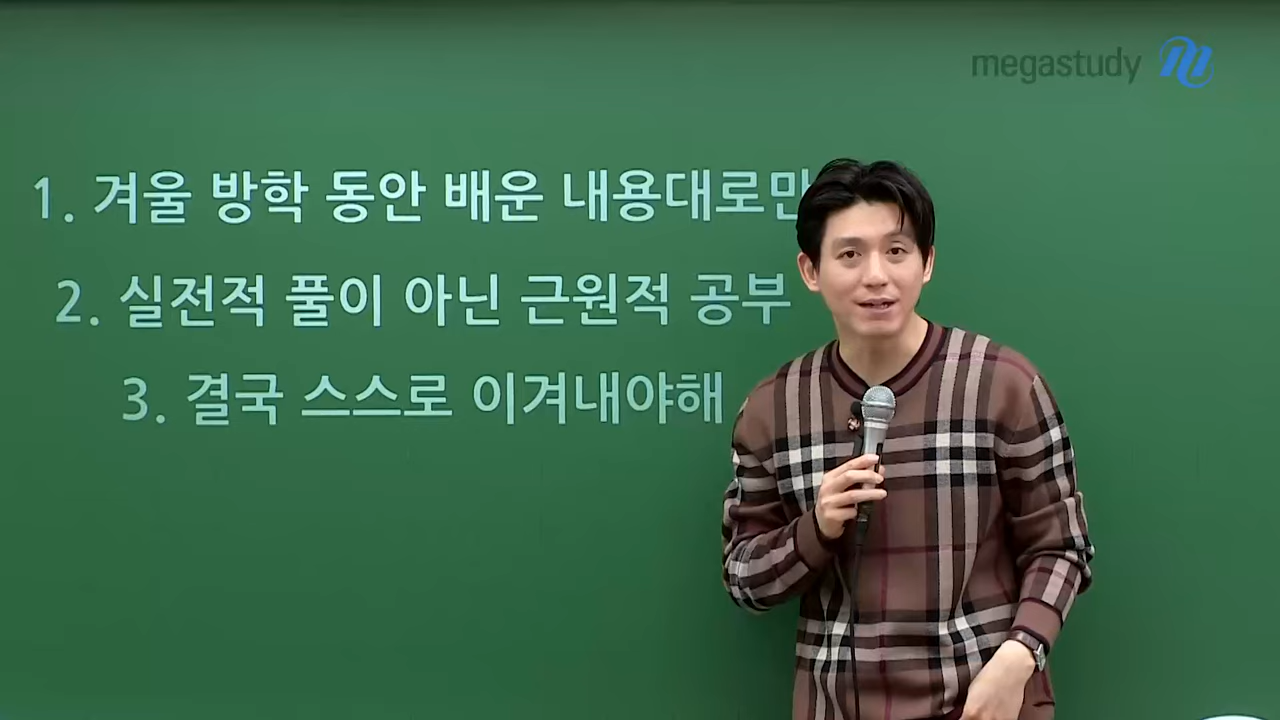 megastudy
1. 겨울 방학 동안 배운 내용대로만
2. 실전적 풀이 아닌 근원적 공부
3. 결국 스스로 이겨내야해